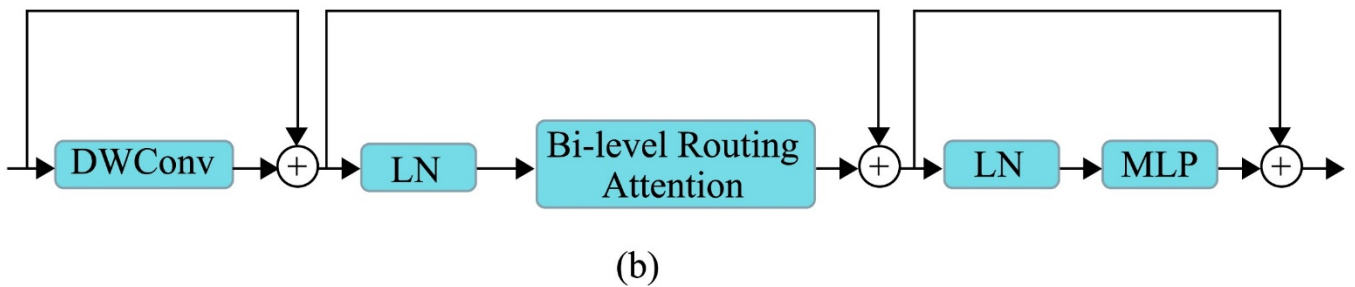 DWConv
+
LN
Bi-level Routing
Attention
+
LN
MLP
+
(b)